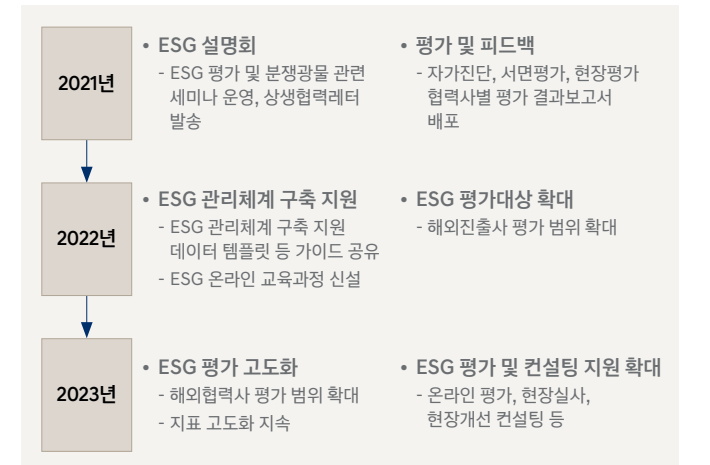 2021년
• ESG 설명회
- ESG 평가 및 분쟁광물 관련
세미나 운영, 상생협력레터
발송
• 평가 및 피드백
- 자가진단, 서면평가, 현장평가
협력사별 평가 결과보고서
배포
2022년
• ESG 관리체계 구축 지원
- ESG 관리체계 구축 지원
데이터 템플릿 등 가이드 공유
- ESG 온라인 교육과정 신설
• ESG 평가대상 확대
- 해외진출사 평가 범위 확대
2023년
• ESG 평가 고도화
- 해외협력사 평가 범위 확대
- 지표 고도화 지속
• ESG 평가 및 컨설팅 지원 확대
- 온라인 평가, 현장실사,
현장개선 컨설팅 등